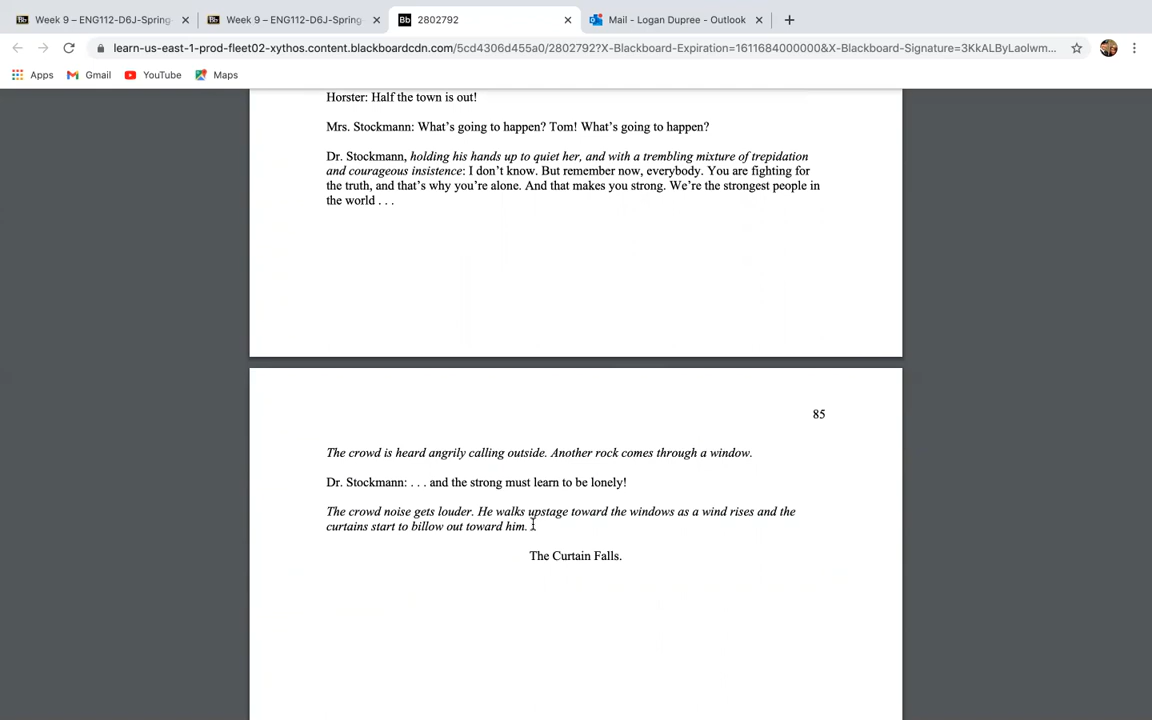 Week 9 – ENG112-D6J-Spring-
Week 9 – ENG112-D6J-Spring
Bb 2802792
Mail - Logan Dupree - Outlook
learn-us-east-1-prod-fleet02-xythos.content.blackboardcdn.com/5cd4306d455a0/2802792?X-Blackboard-Expiration=1611684000000&X-Blackboard-Signature=3KkALByLaolwm...
Apps
Gmail
YouTube
Maps
Horster: Half the town is out!
Mrs. Stockmann: What’s going to happen? Tom! What’s going to happen?
Dr. Stockmann, holding his hands up to quiet her, and with a trembling mixture of trepidation
and courageous insistence: I don’t know. But remember now, everybody. You are fighting for
the truth, and that’s why you’re alone. And that makes you strong. We’re the strongest people in
the world . . .
85
The crowd is heard angrily calling outside. Another rock comes through a window.
Dr. Stockmann: . . . and the strong must learn to be lonely!
The crowd noise gets louder. He walks upstage toward the windows as a wind rises and the
curtains start to billow out toward him.
The Curtain Falls.